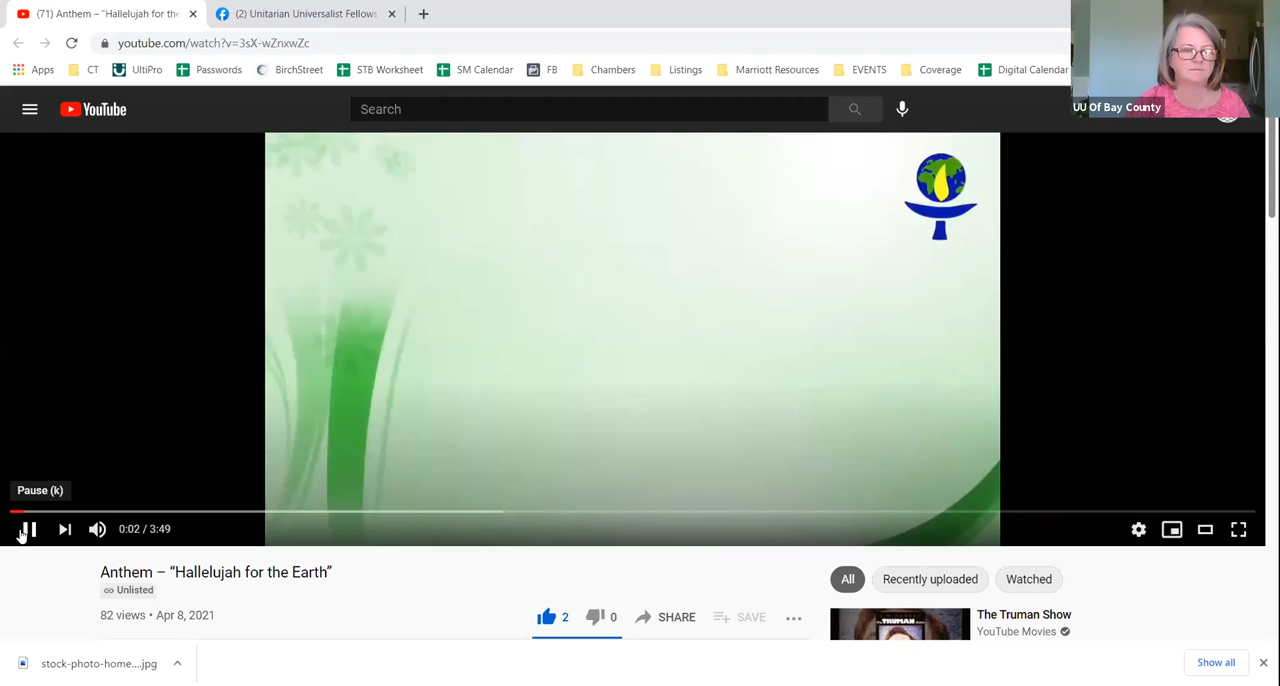 (71) Anthem – “Hallelujah for the
(2) Unitarian Universalist Fellows
youtube.com/watch?v=3sX-wZnxwZc
Apps CT UltiPro Passwords BirchStreet STB Worksheet SM Calendar FB Chambers Listings Marriott Resources EVENTS Coverage Digital Calendar
UU Of Bay County
YouTube
Search
Pause (k)
0:02 / 3:49
Anthem – “Hallelujah for the Earth”
Unlisted
82 views • Apr 8, 2021
2 0 SHARE SAVE
All Recently uploaded Watched
The Truman Show
YouTube Movies
stock-photo-home....jpg
Show all